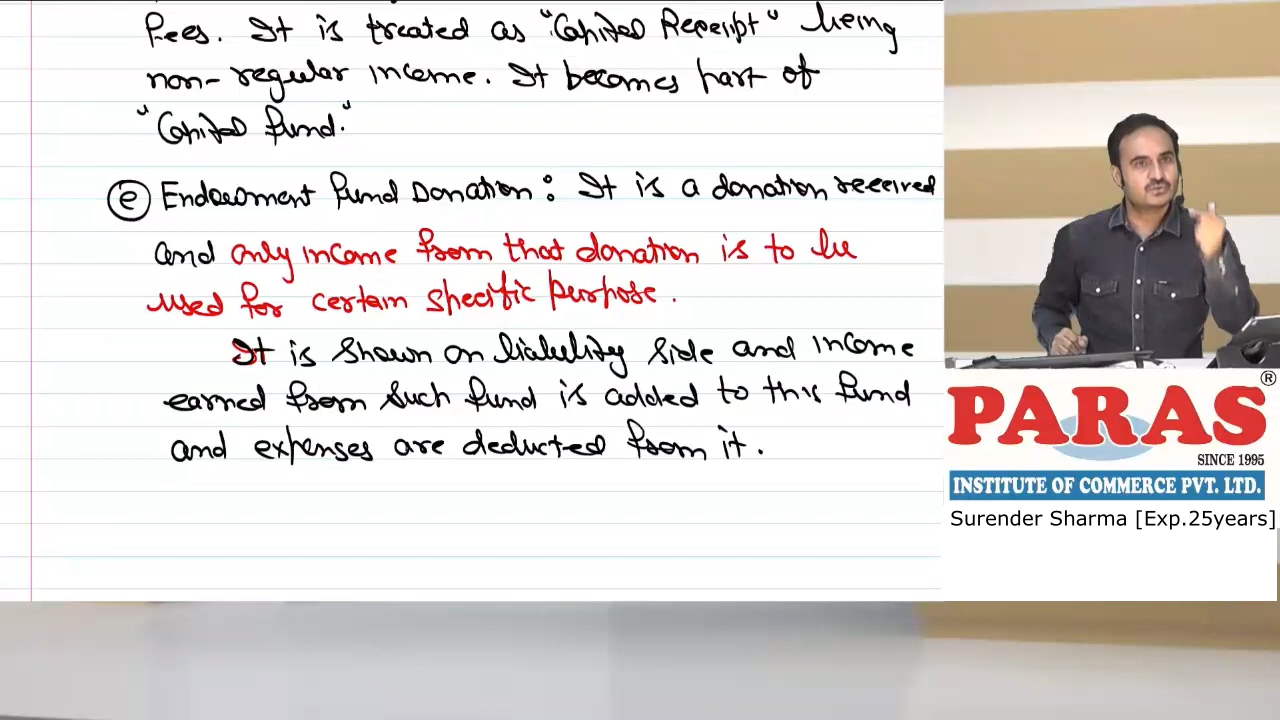 Fees. It is treated as "Capital Receipt" being
non-regular income. It becomes part of
"Capital Fund."
(e) Endowment Fund Donation: It is a donation received
and only income from that donation is to be
used for certain specific purpose.
It is shown on liability side and income
earned from such fund is added to this fund
and expenses are deducted from it.
PARAS ®
SINCE 1995
INSTITUTE OF COMMERCE PVT. LTD.
Surender Sharma [Exp.25years]